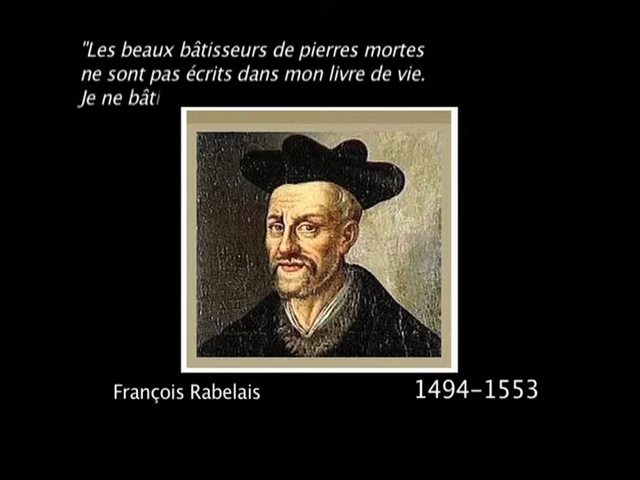 "Les beaux bâtisseurs de pierres mortes
ne sont pas écrits dans mon livre de vie.
Je ne bâti
François Rabelais
1494-1553